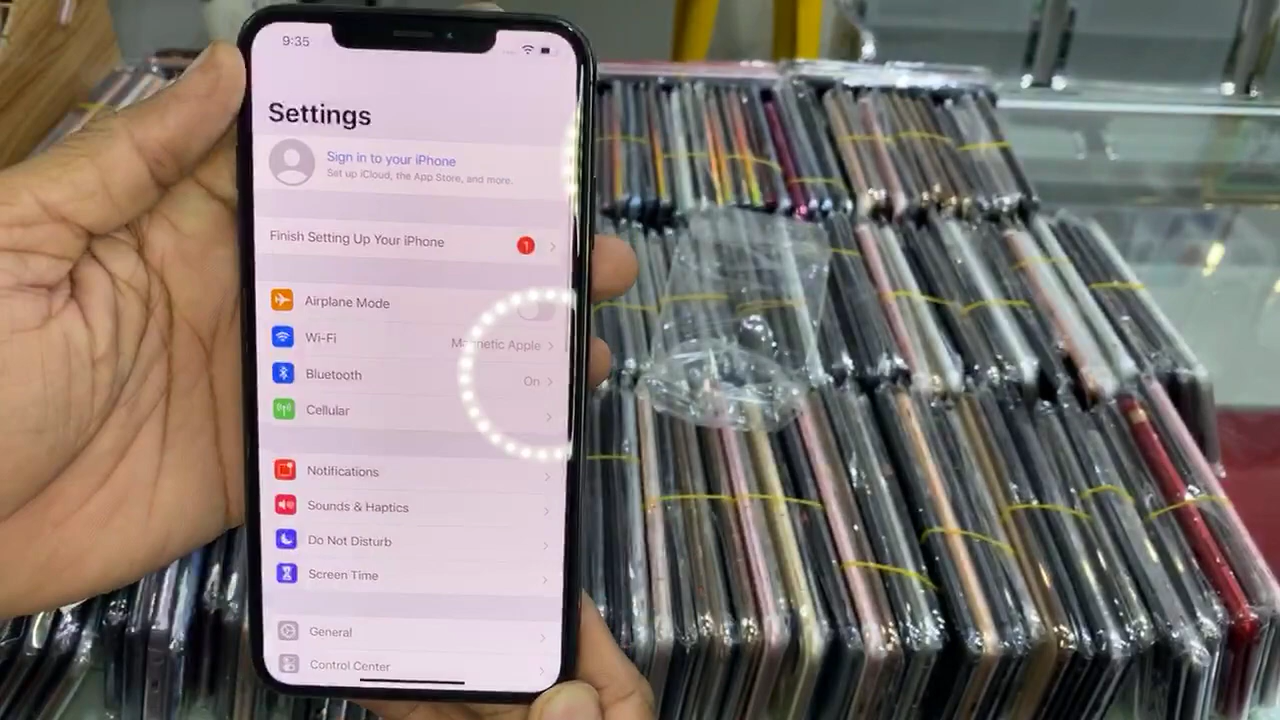 9:35
Settings
Sign in to your iPhone
Set up iCloud, the App Store, and more.
Finish Setting Up Your iPhone
1
Airplane Mode
Wi-Fi
Magnetic Apple
Bluetooth
On
Cellular
Notifications
Sounds & Haptics
Do Not Disturb
Screen Time
General
Control Center